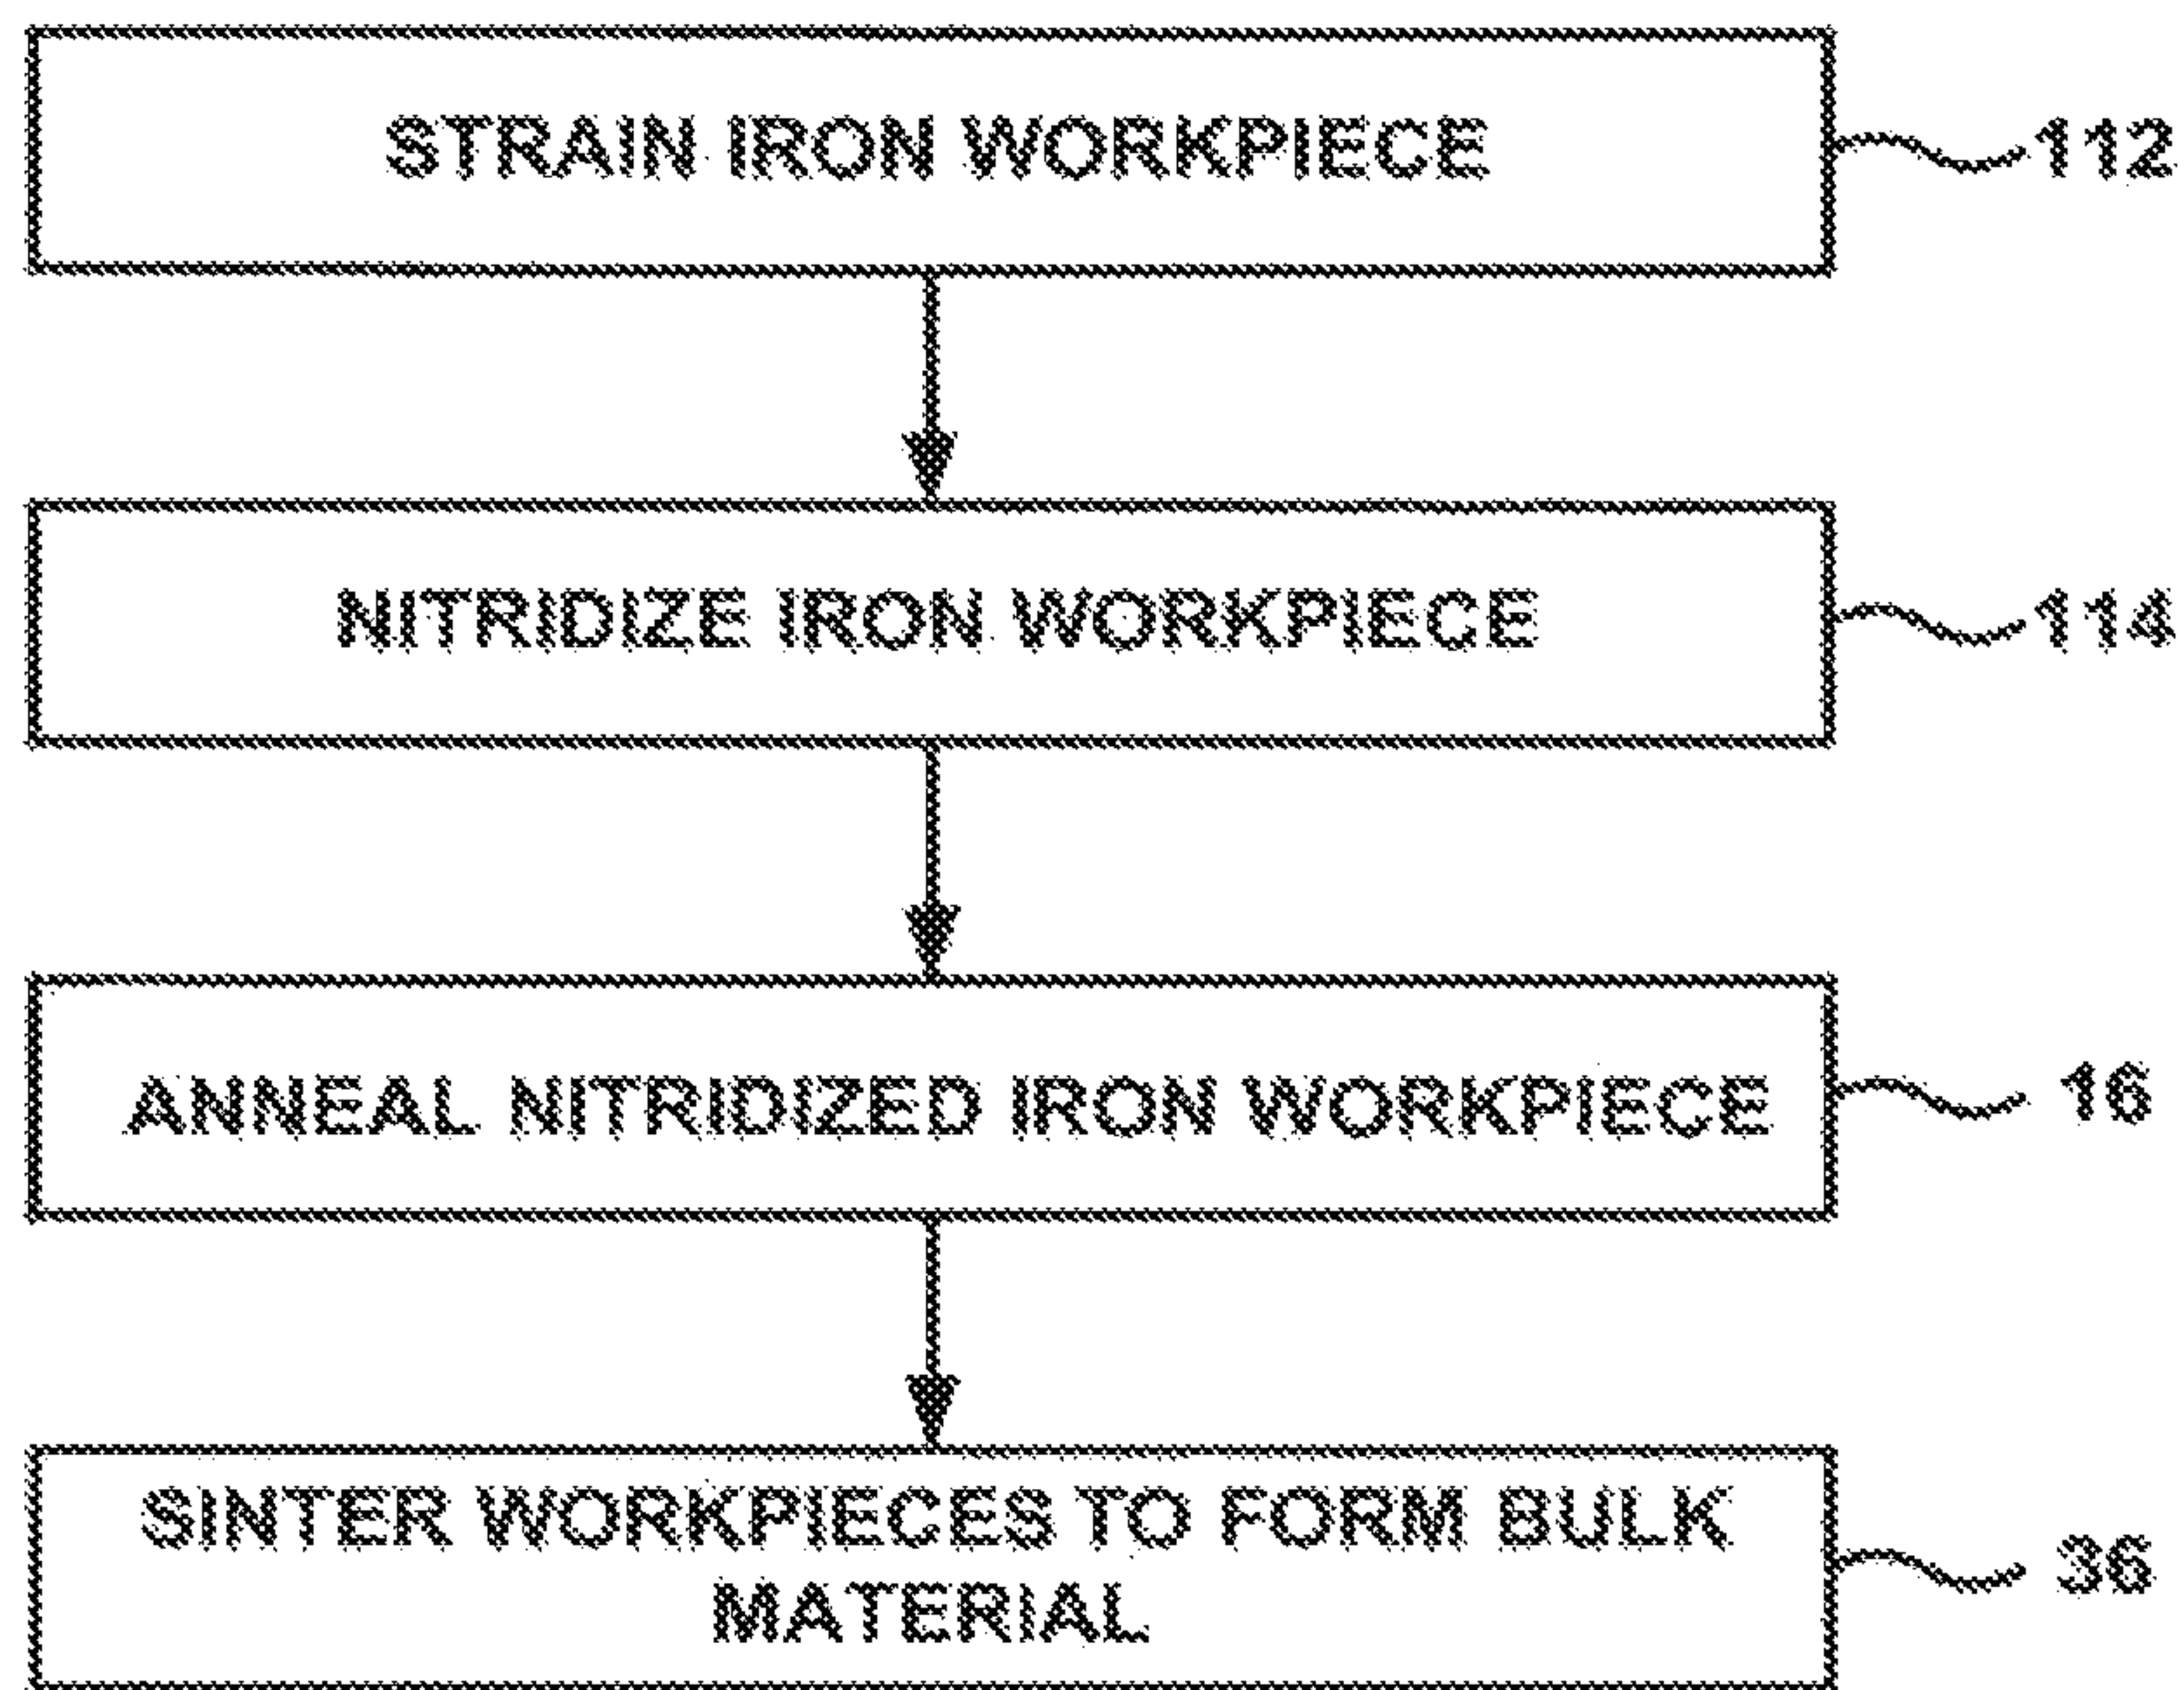 STRAIN IRON WORKPIECE
112
NITRIDIZE IRON WORKPIECE
114
ANNEAL NITRIDIZED IRON WORKPIECE
16
SINTER WORKPIECES TO FORM BULK
MATERIAL
36